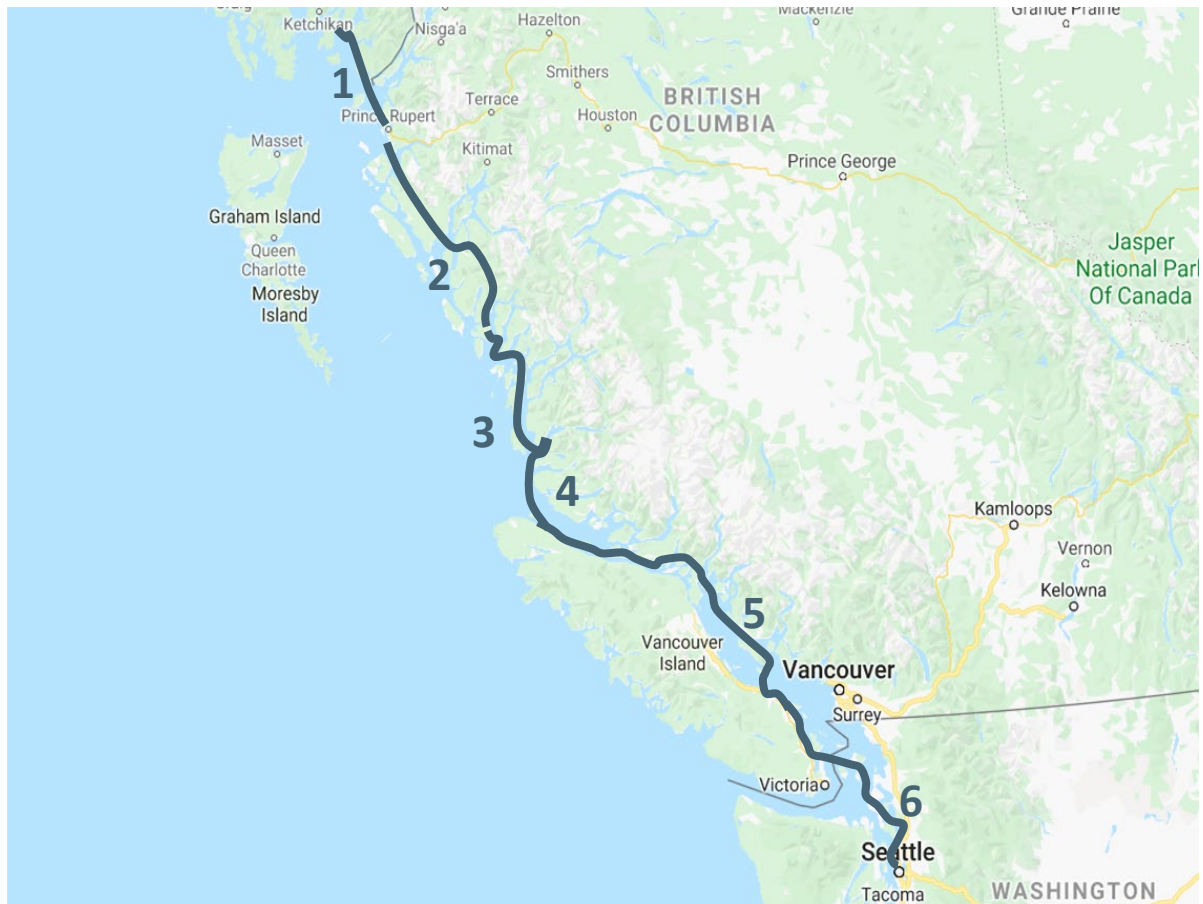 Craig
Ketchikan
Nisga'a
Hazelton
Mackenzie
Grande Prairie
1
Smithers
Terrace
Houston
BRITISH
COLUMBIA
Prince Rupert
Masset
Kitimat
Prince George
Graham Island
Queen
Charlotte
Moresby
Island
2
Jasper
National Park
Of Canada
3
4
Kamloops
Vernon
Kelowna
5
Vancouver
Island
Vancouver
Surrey
Victoria
6
Seattle
Tacoma
WASHINGTON